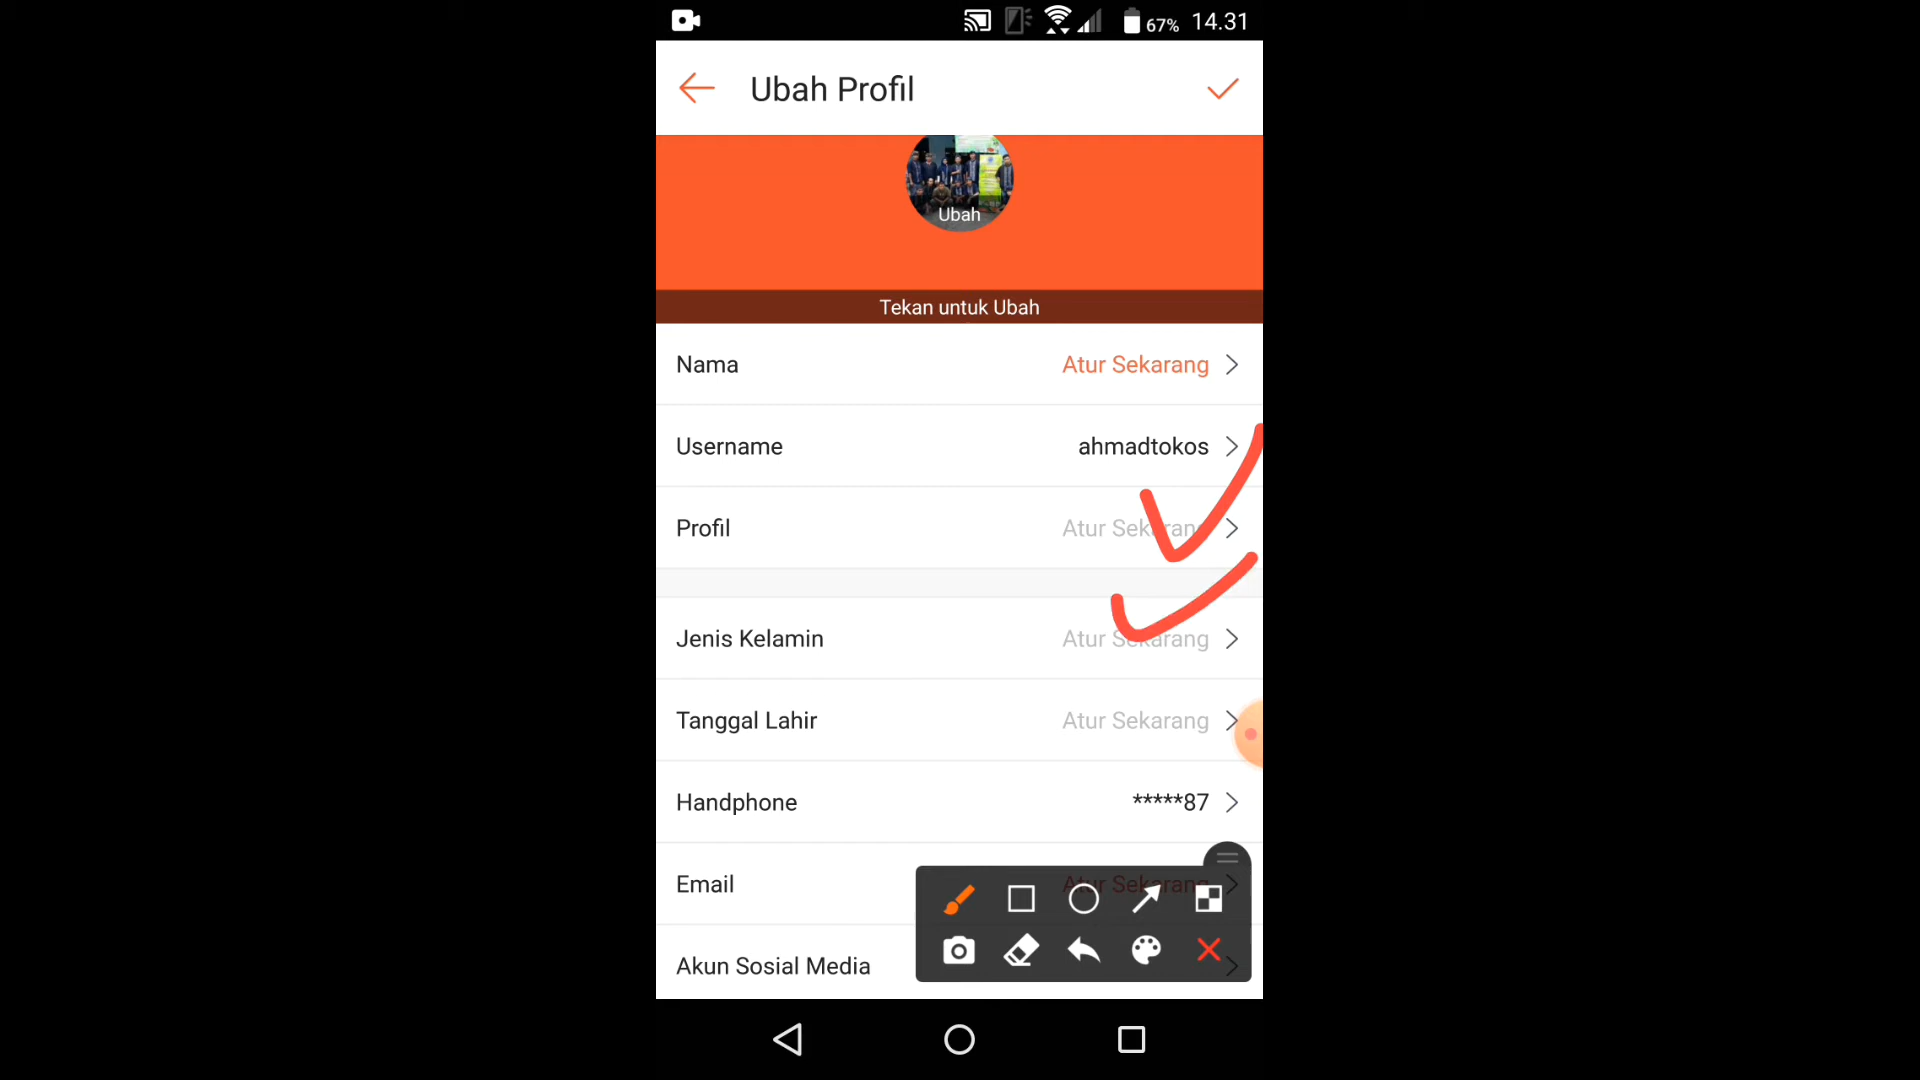 67% 14.31
Ubah Profil
Ubah
Tekan untuk Ubah
Nama Atur Sekarang
Username ahmadtokos
Profil Atur Sekarang
Jenis Kelamin Atur Sekarang
Tanggal Lahir Atur Sekarang
Handphone *****87
Email Atur Sekarang
Akun Sosial Media